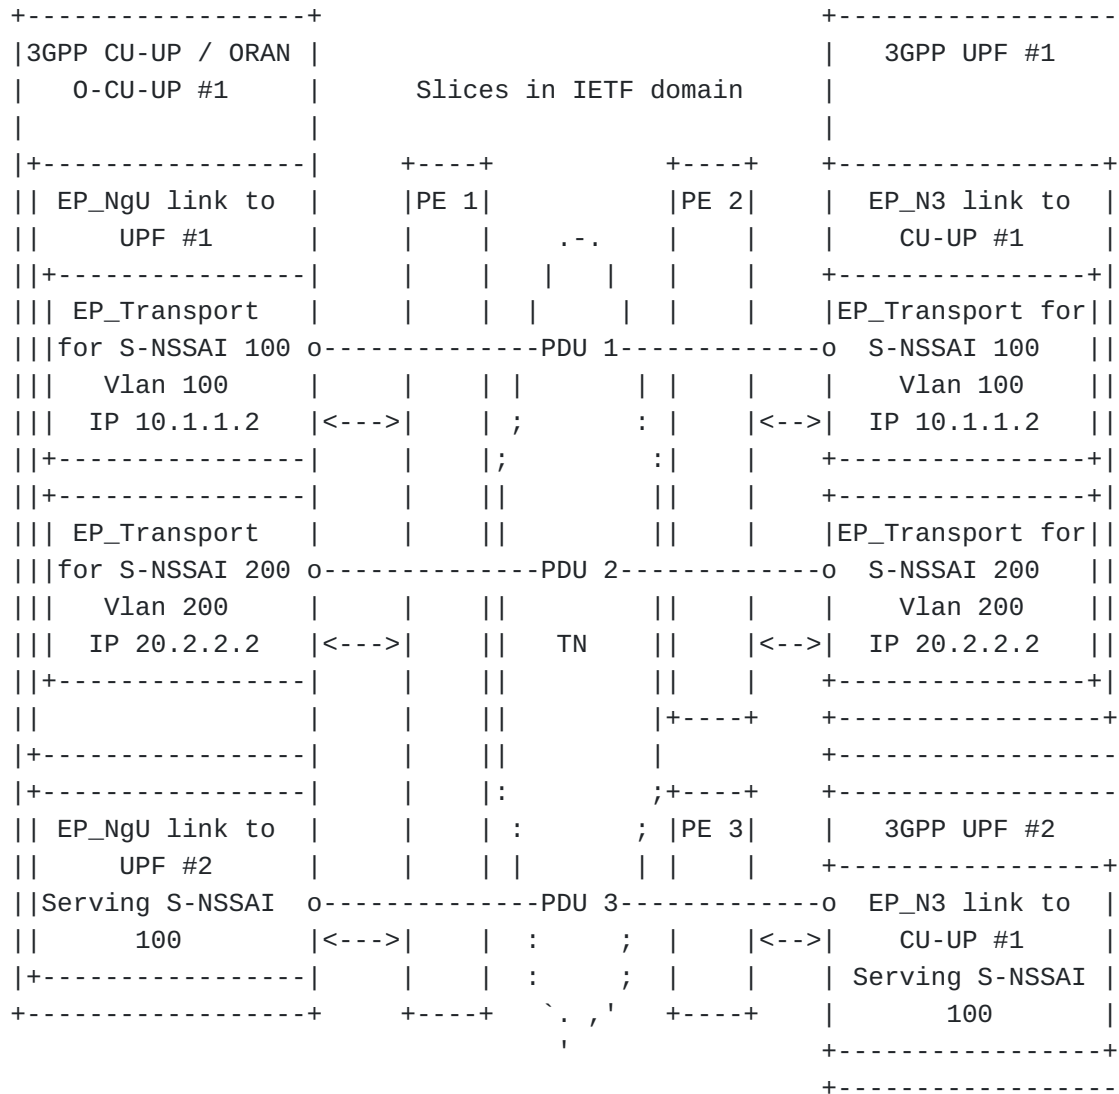 3GPP CU-UP / ORAN
O-CU-UP #1
Slices in IETF domain
3GPP UPF #1
EP_NgU link to
UPF #1
PE 1
PE 2
EP_N3 link to
CU-UP #1
EP_Transport
for S-NSSAI 100
Vlan 100
IP 10.1.1.2
PDU 1
EP_Transport for
S-NSSAI 100
Vlan 100
IP 10.1.1.2
EP_Transport
for S-NSSAI 200
Vlan 200
IP 20.2.2.2
PDU 2
TN
EP_Transport for
S-NSSAI 200
Vlan 200
IP 20.2.2.2
EP_NgU link to
UPF #2
Serving S-NSSAI
100
PDU 3
PE 3
3GPP UPF #2
EP_N3 link to
CU-UP #1
Serving S-NSSAI
100